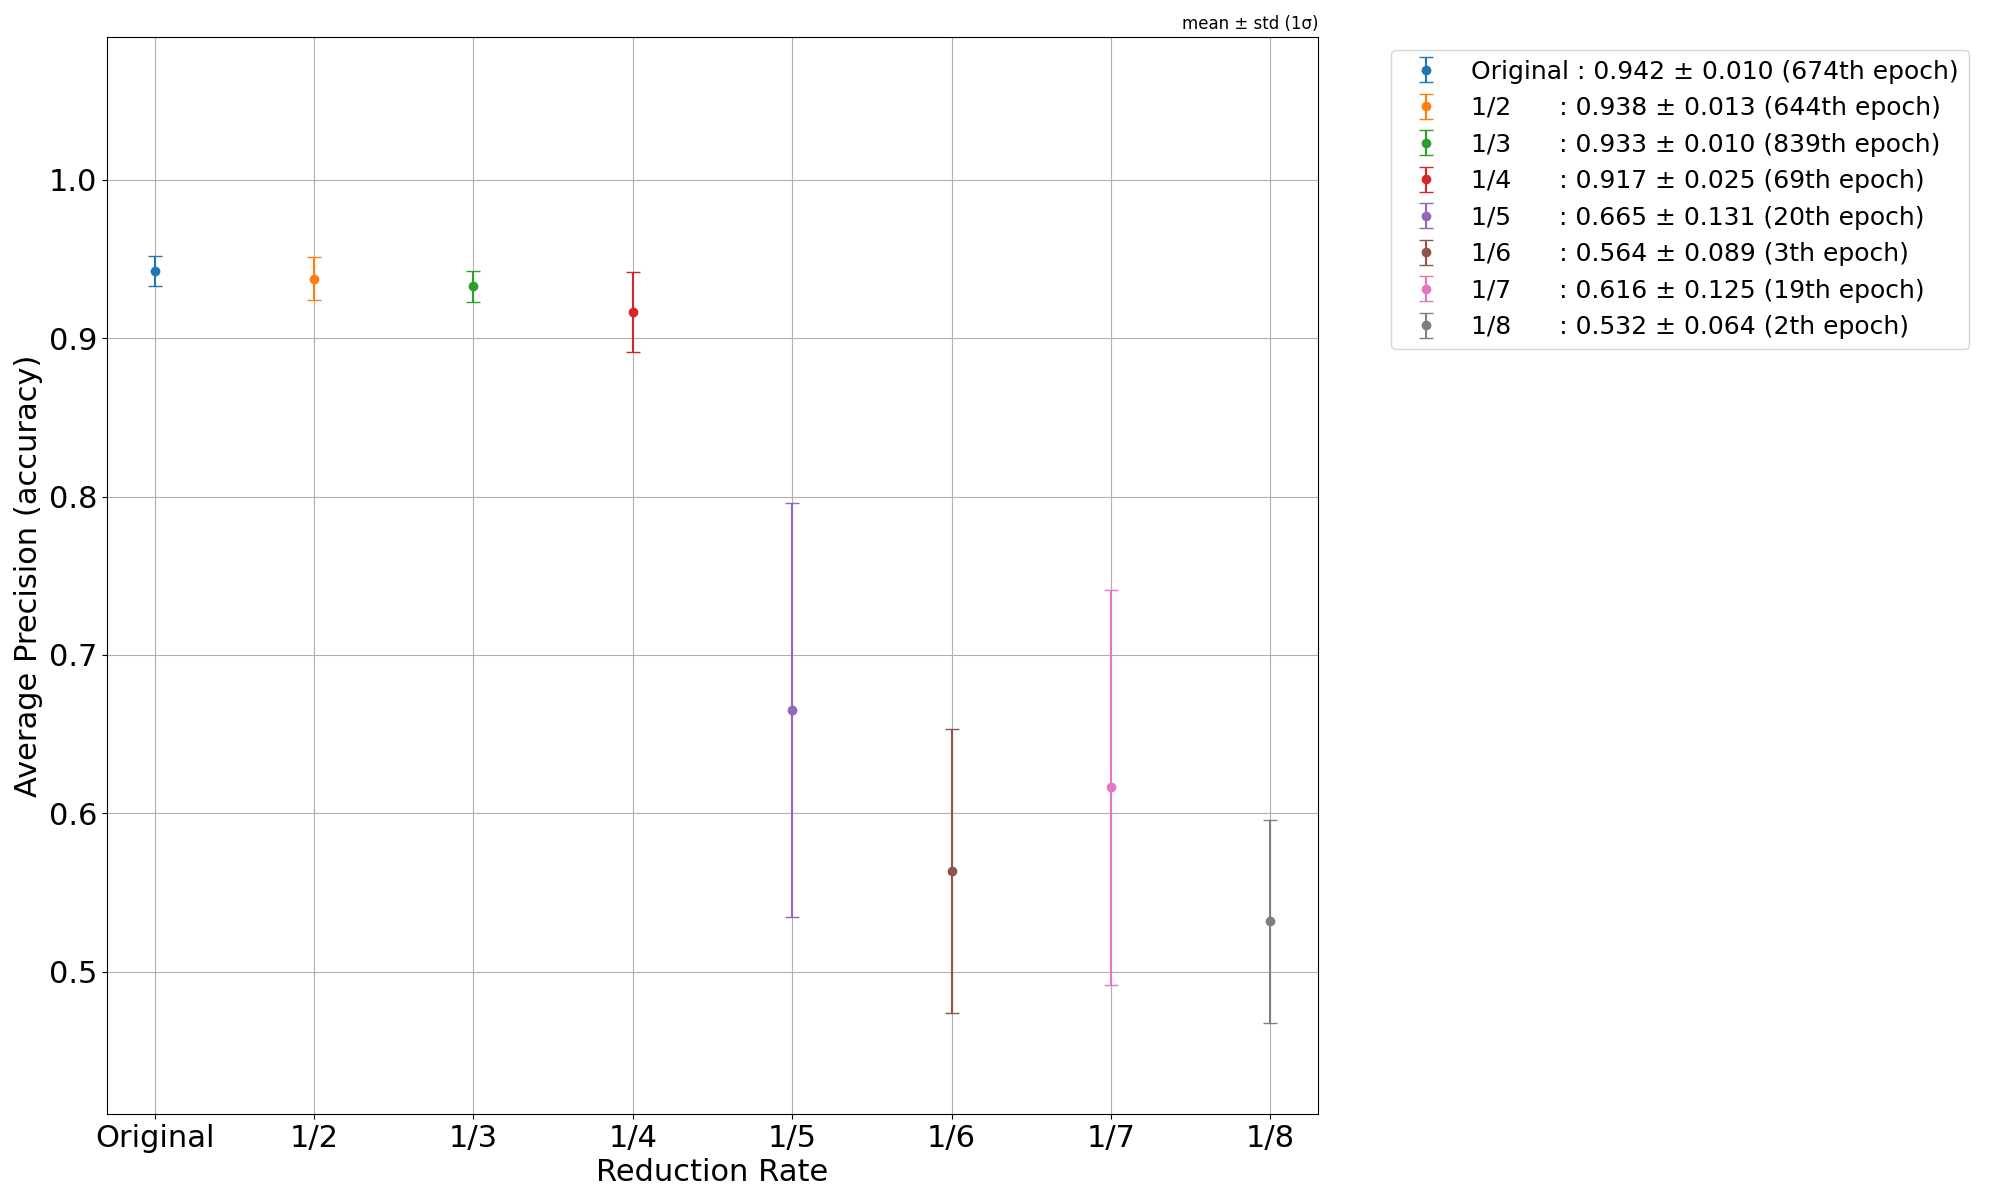 mean ± std (1σ)
Original : 0.942 ± 0.010 (674th epoch)
1/2 : 0.938 ± 0.013 (644th epoch)
1/3 : 0.933 ± 0.010 (839th epoch)
1/4 : 0.917 ± 0.025 (69th epoch)
1/5 : 0.665 ± 0.131 (20th epoch)
1/6 : 0.564 ± 0.089 (3th epoch)
1/7 : 0.616 ± 0.125 (19th epoch)
1/8 : 0.532 ± 0.064 (2th epoch)
Average Precision (accuracy)
1.0
0.9
0.8
0.7
0.6
0.5
Original 1/2 1/3 1/4 1/5 1/6 1/7 1/8
Reduction Rate